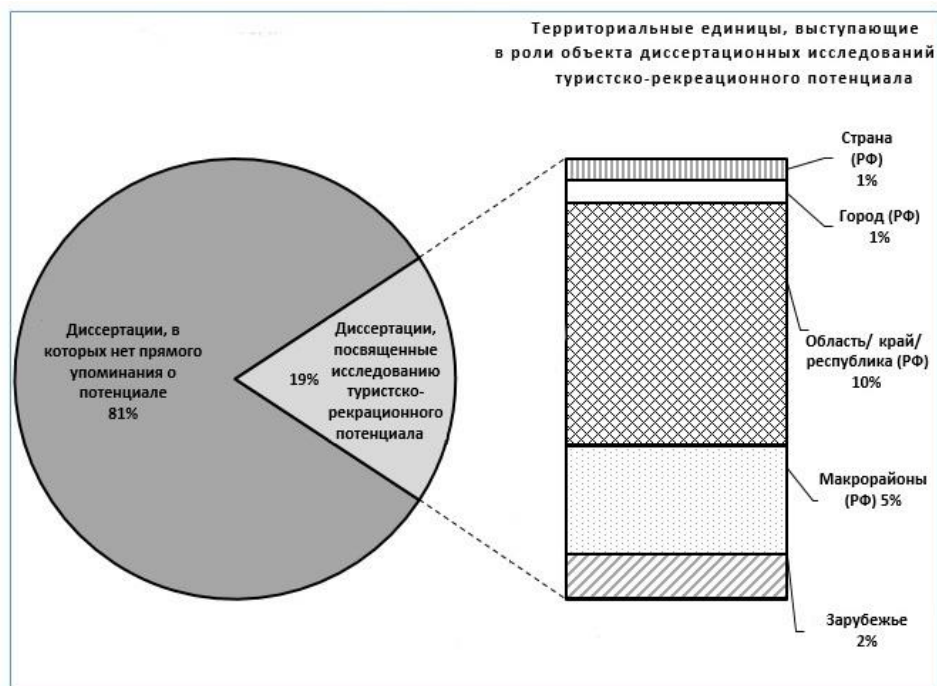 Территориальные единицы, выступающие
в роли объекта диссертационных исследований
туристско-рекреационного потенциала
Диссертации, в
которых нет прямого
упоминания о
потенциале
81%
19%
Диссертации,
посвященные
исследованию
туристско-
рекрационного
потенциала
Страна
(РФ)
1%
Город (РФ)
1%
Область/ край/
республика (РФ)
10%
Макрорайоны
(РФ) 5%
Зарубежье
2%